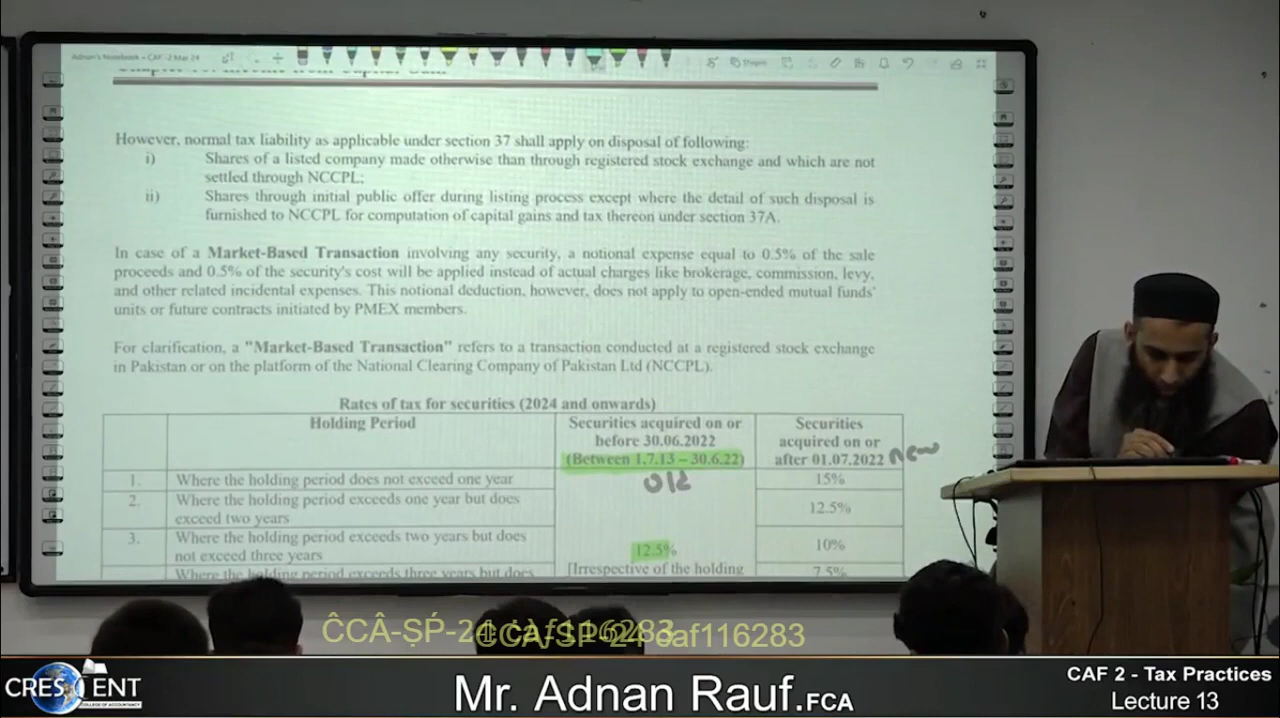 Adnan's Notebook » CAF -2 Mar 24
However, normal tax liability as applicable under section 37 shall apply on disposal of following:
i) Shares of a listed company made otherwise than through registered stock exchange and which are not
settled through NCCPL;
ii) Shares through initial public offer during listing process except where the detail of such disposal is
furnished to NCCPL for computation of capital gains and tax thereon under section 37A.
In case of a Market-Based Transaction involving any security, a notional expense equal to 0.5% of the sale
proceeds and 0.5% of the security's cost will be applied instead of actual charges like brokerage, commission, levy,
and other related incidental expenses. This notional deduction, however, does not apply to open-ended mutual funds'
units or future contracts initiated by PMEX members.
For clarification, a "Market-Based Transaction" refers to a transaction conducted at a registered stock exchange
in Pakistan or on the platform of the National Clearing Company of Pakistan Ltd (NCCPL).
Rates of tax for securities (2024 and onwards)
Holding Period
Securities acquired on or
before 30.06.2022
(Between 1.7.13 – 30.6.22)
old
Securities
acquired on or
after 01.07.2022 new
1. Where the holding period does not exceed one year 15%
2. Where the holding period exceeds one year but does
exceed two years 12.5%
3. Where the holding period exceeds two years but does
not exceed three years 12.5% 10%
Where the holding period exceeds three years but does [Irrespective of the holding 7.5%
CCA-SP-24 caf116283
CRESCENT
COLLEGE OF ACCOUNTANCY
Mr. Adnan Rauf.FCA
CAF 2 - Tax Practices
Lecture 13